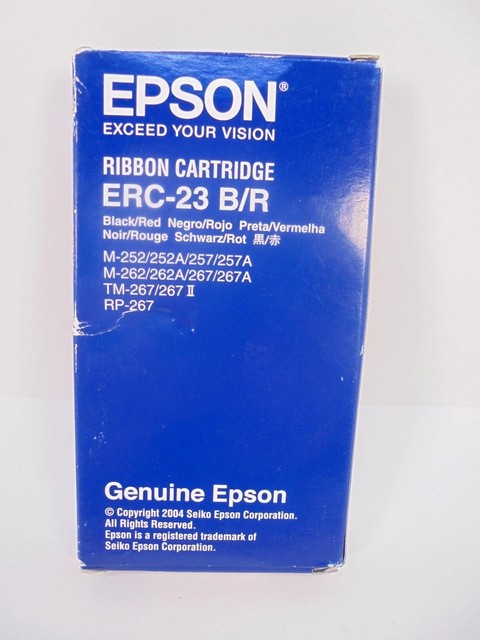 EPSON®
EXCEED YOUR VISION
RIBBON CARTRIDGE
ERC-23 B/R
Black/Red Negro/Rojo Preta/Vermelha
Noir/Rouge Schwarz/Rot 黒/赤
M-252/252A/257/257A
M-262/262A/267/267A
TM-267/267Ⅱ
RP-267
Genuine Epson
© Copyright 2004 Seiko Epson Corporation.
All Rights Reserved.
Epson is a registered trademark of
Seiko Epson Corporation.